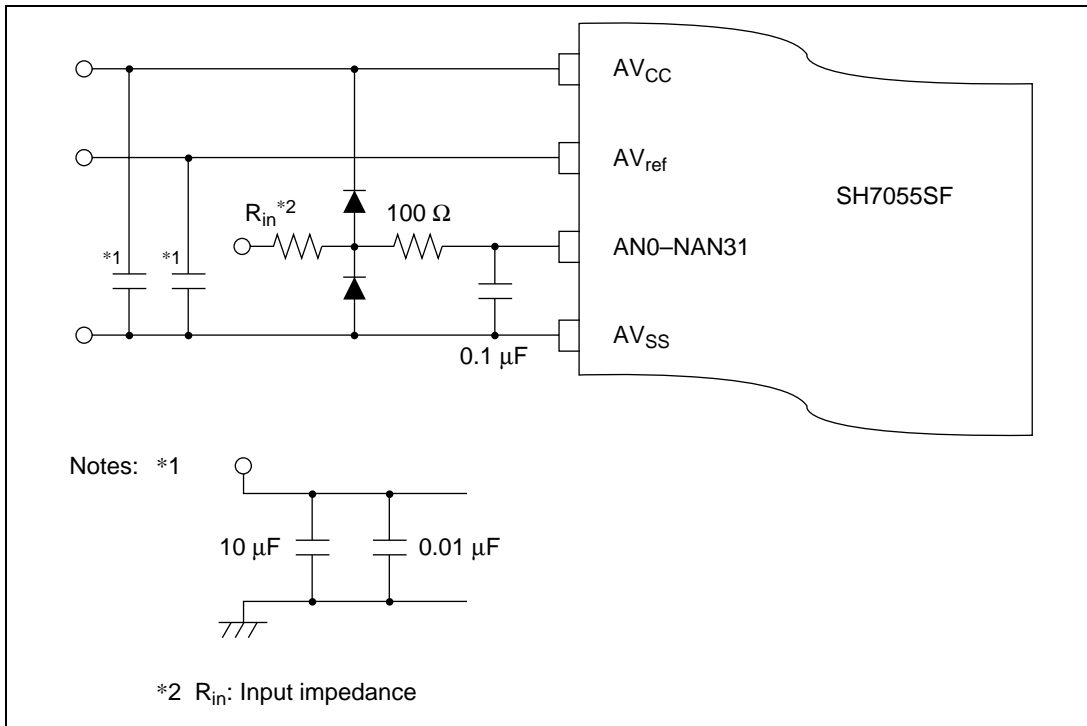 AVCC
AVref
SH7055SF
Rin*2
100 Ω
AN0–NAN31
*1 *1
AVSS
0.1 μF
Notes: *1
10 μF
0.01 μF
*2 Rin: Input impedance